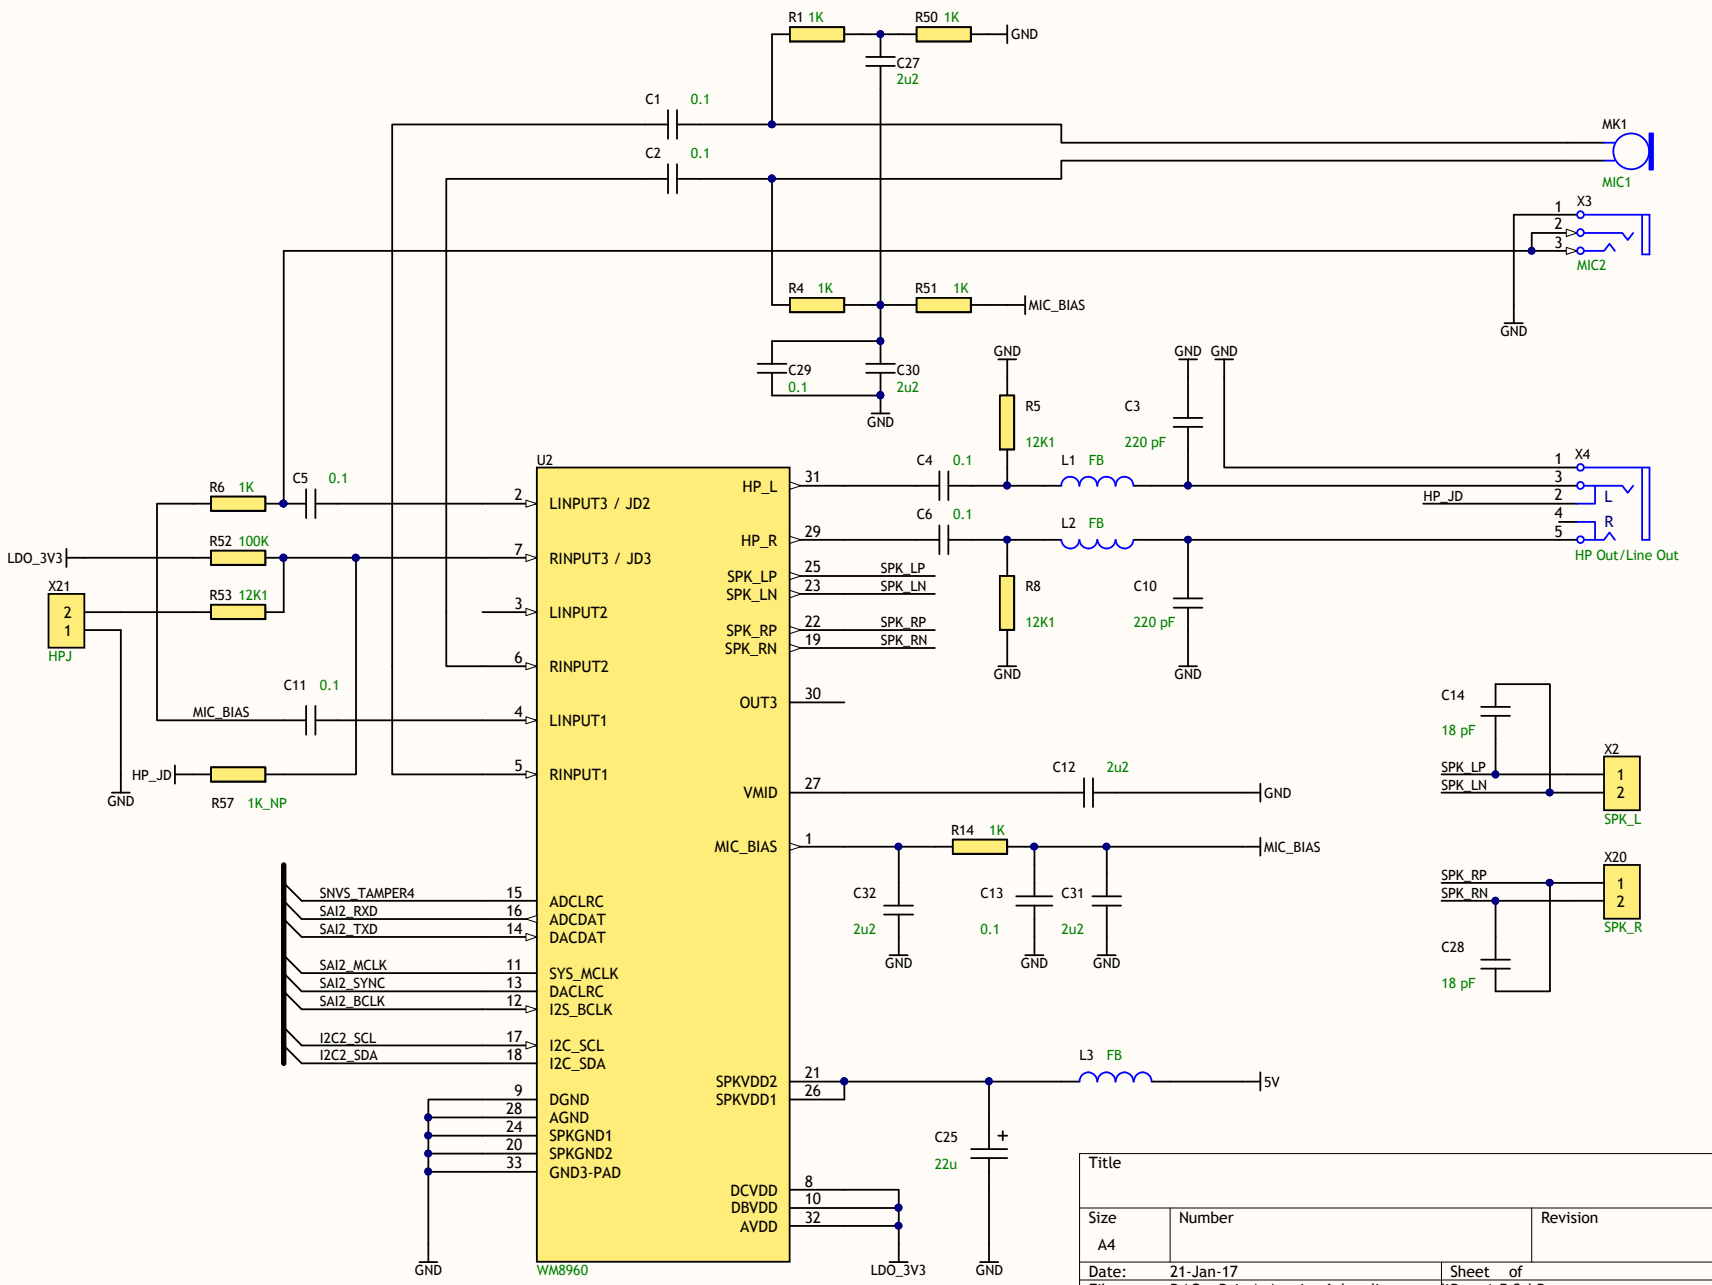 R1 1K
R50 1K
GND
C27
2u2
C1 0.1
C2 0.1
MK1
MIC1
X3
1
2
3
MIC2
GND
R4 1K
R51 1K
MIC_BIAS
C29
0.1
C30
2u2
GND
GND
R5
12K1
GND
C3
220 pF
GND
U2
R6 1K
C5 0.1
2 LINPUT3 / JD2
HP_L 31
C4 0.1
L1 FB
X4
1
3
HP_JD 2
L
4
R
5
HP Out/Line Out
LDO_3V3
R52 100K
7 RINPUT3 / JD3
HP_R 29
C6 0.1
L2 FB
X21
2
1
HPJ
R53 12K1
3 LINPUT2
SPK_LP 25 SPK_LP
SPK_LN 23 SPK_LN
SPK_RP 22 SPK_RP
SPK_RN 19 SPK_RN
R8
12K1
GND
C10
220 pF
GND
6 RINPUT2
C11 0.1
MIC_BIAS
4 LINPUT1
OUT3 30
HP_JD
R57 1K_NP
GND
5 RINPUT1
VMID 27
C12 2u2
GND
C14
18 pF
SPK_LP
SPK_LN
X2
1
2
SPK_L
MIC_BIAS 1
R14 1K
MIC_BIAS
C32
2u2
GND
C13
0.1
GND
C31
2u2
GND
SPK_RP
SPK_RN
X20
1
2
SPK_R
C28
18 pF
SNVS_TAMPER4 15 ADCLRC
SAI2_RXD 16 ADCDAT
SAI2_TXD 14 DACDAT
SAI2_MCLK 11 SYS_MCLK
SAI2_SYNC 13 DACLRC
SAI2_BCLK 12 I2S_BCLK
I2C2_SCL 17 I2C_SCL
I2C2_SDA 18 I2C_SDA
9 DGND
28 AGND
24 SPKGND1
20 SPKGND2
33 GND3-PAD
GND
SPKVDD2 21
SPKVDD1 26
L3 FB
5V
C25 +
22u
GND
DCVDD 8
DBVDD 10
AVDD 32
LDO_3V3
WM8960
Title
Size
A4
Number
Revision
Date: 21-Jan-17
Sheet of